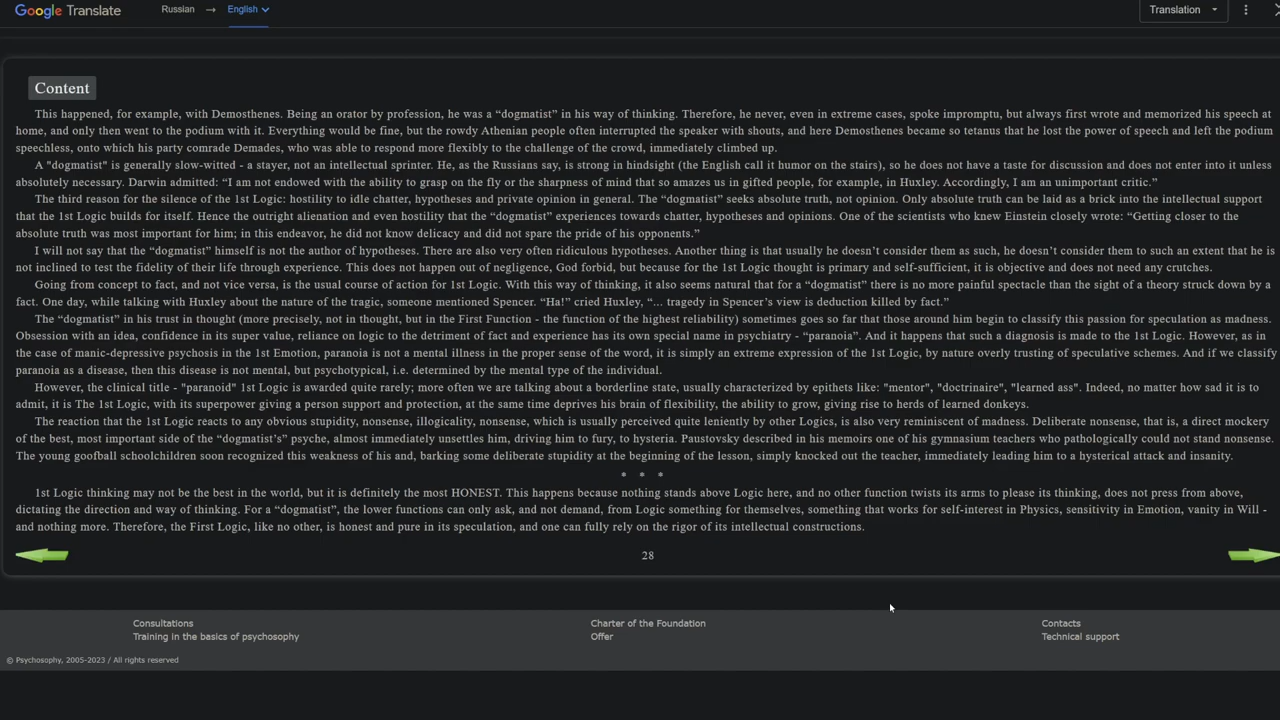 Google Translate
Russian → English
Translation
Content
This happened, for example, with Demosthenes. Being an orator by profession, he was a “dogmatist” in his way of thinking. Therefore, he never, even in extreme cases, spoke impromptu, but always first wrote and memorized his speech at
home, and only then went to the podium with it. Everything would be fine, but the rowdy Athenian people often interrupted the speaker with shouts, and here Demosthenes became so tetanus that he lost the power of speech and left the podium
speechless, onto which his party comrade Demades, who was able to respond more flexibly to the challenge of the crowd, immediately climbed up.
A "dogmatist" is generally slow-witted - a stayer, not an intellectual sprinter. He, as the Russians say, is strong in hindsight (the English call it humor on the stairs), so he does not have a taste for discussion and does not enter into it unless
absolutely necessary. Darwin admitted: “I am not endowed with the ability to grasp on the fly or the sharpness of mind that so amazes us in gifted people, for example, in Huxley. Accordingly, I am an unimportant critic.”
The third reason for the silence of the 1st Logic: hostility to idle chatter, hypotheses and private opinion in general. The “dogmatist” seeks absolute truth, not opinion. Only absolute truth can be laid as a brick into the intellectual support
that the 1st Logic builds for itself. Hence the outright alienation and even hostility that the “dogmatist” experiences towards chatter, hypotheses and opinions. One of the scientists who knew Einstein closely wrote: “Getting closer to the
absolute truth was most important for him; in this endeavor, he did not know delicacy and did not spare the pride of his opponents.”
I will not say that the “dogmatist” himself is not the author of hypotheses. There are also very often ridiculous hypotheses. Another thing is that usually he doesn’t consider them as such, he doesn’t consider them to such an extent that he is
not inclined to test the fidelity of their life through experience. This does not happen out of negligence, God forbid, but because for the 1st Logic thought is primary and self-sufficient, it is objective and does not need any crutches.
Going from concept to fact, and not vice versa, is the usual course of action for 1st Logic. With this way of thinking, it also seems natural that for a “dogmatist” there is no more painful spectacle than the sight of a theory struck down by a
fact. One day, while talking with Huxley about the nature of the tragic, someone mentioned Spencer. “Ha!” cried Huxley, “... tragedy in Spencer’s view is deduction killed by fact.”
The “dogmatist” in his trust in thought (more precisely, not in thought, but in the First Function - the function of the highest reliability) sometimes goes so far that those around him begin to classify this passion for speculation as madness.
Obsession with an idea, confidence in its super value, reliance on logic to the detriment of fact and experience has its own special name in psychiatry - “paranoia”. And it happens that such a diagnosis is made to the 1st Logic. However, as in
the case of manic-depressive psychosis in the 1st Emotion, paranoia is not a mental illness in the proper sense of the word, it is simply an extreme expression of the 1st Logic, by nature overly trusting of speculative schemes. And if we classify
paranoia as a disease, then this disease is not mental, but psychotypical, i.e. determined by the mental type of the individual.
However, the clinical title - "paranoid" 1st Logic is awarded quite rarely; more often we are talking about a borderline state, usually characterized by epithets like: "mentor", "doctrinaire", "learned ass". Indeed, no matter how sad it is to
admit, it is The 1st Logic, with its superpower giving a person support and protection, at the same time deprives his brain of flexibility, the ability to grow, giving rise to herds of learned donkeys.
The reaction that the 1st Logic reacts to any obvious stupidity, nonsense, illogicality, nonsense, which is usually perceived quite leniently by other Logics, is also very reminiscent of madness. Deliberate nonsense, that is, a direct mockery
of the best, most important side of the “dogmatist’s” psyche, almost immediately unsettles him, driving him to fury, to hysteria. Paustovsky described in his memoirs one of his gymnasium teachers who pathologically could not stand nonsense.
The young goofball schoolchildren soon recognized this weakness of his and, barking some deliberate stupidity at the beginning of the lesson, simply knocked out the teacher, immediately leading him to a hysterical attack and insanity.
* * *
1st Logic thinking may not be the best in the world, but it is definitely the most HONEST. This happens because nothing stands above Logic here, and no other function twists its arms to please its thinking, does not press from above,
dictating the direction and way of thinking. For a “dogmatist”, the lower functions can only ask, and not demand, from Logic something for themselves, something that works for self-interest in Physics, sensitivity in Emotion, vanity in Will -
and nothing more. Therefore, the First Logic, like no other, is honest and pure in its speculation, and one can fully rely on the rigor of its intellectual constructions.
28
Consultations
Training in the basics of psychosophy
Charter of the Foundation
Offer
Contacts
Technical support
© Psychosophy, 2005-2023 / All rights reserved